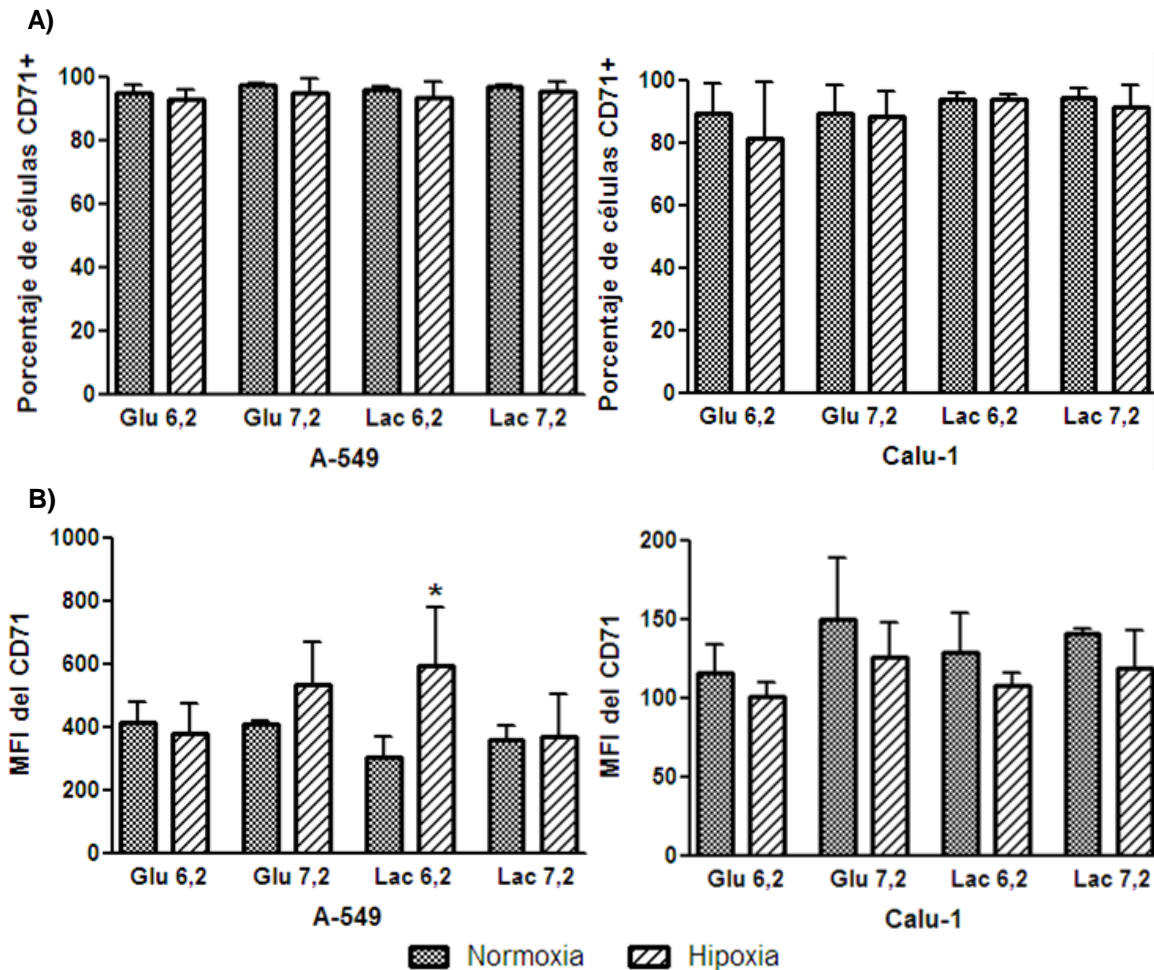 A)
Porcentaje de células CD71+
100
80
60
40
20
0
Glu 6,2 Glu 7,2 Lac 6,2 Lac 7,2
A-549
Porcentaje de células CD71+
100
80
60
40
20
0
Glu 6,2 Glu 7,2 Lac 6,2 Lac 7,2
Calu-1
B)
MFI del CD71
1000
800
600
400
200
0
*
Glu 6,2 Glu 7,2 Lac 6,2 Lac 7,2
A-549
MFI del CD71
200
150
100
50
0
Glu 6,2 Glu 7,2 Lac 6,2 Lac 7,2
Calu-1
Normoxia Hipoxia